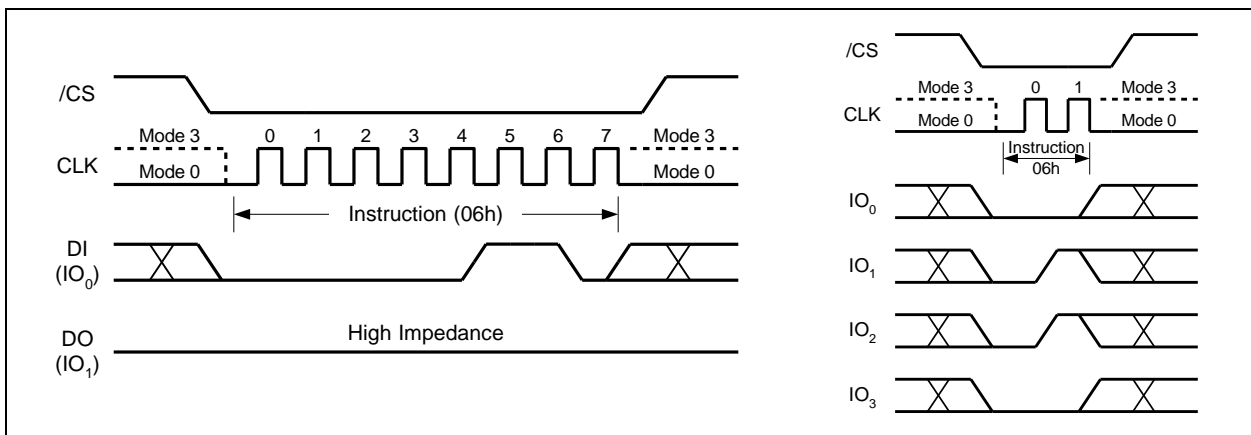 /CS
CLK
Mode 3
0 1 2 3 4 5 6 7
Mode 3
Mode 0
Mode 0
Instruction (06h)
DI
(IO0)
DO
(IO1)
High Impedance
/CS
CLK
Mode 3
0 1
Mode 3
Mode 0
Mode 0
Instruction
06h
IO0
IO1
IO2
IO3